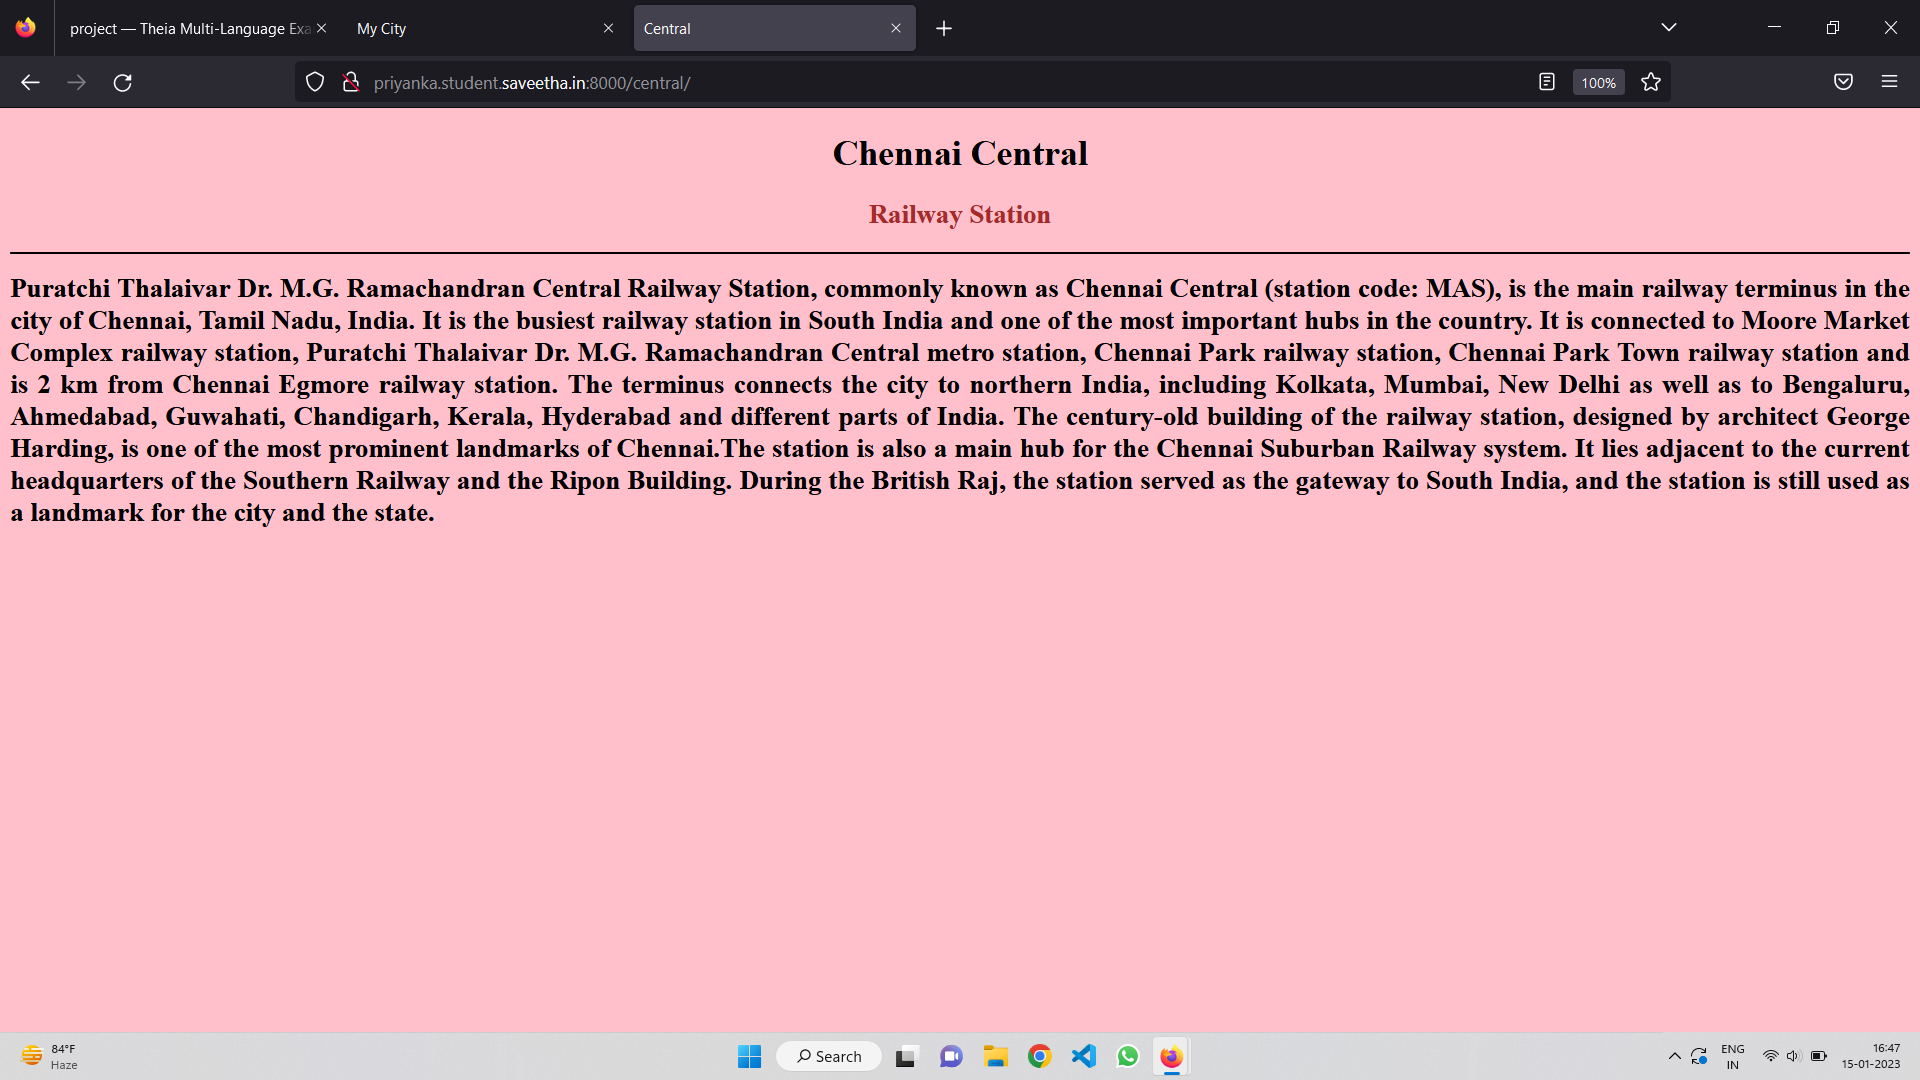 project — Theia Multi-Language Exa
My City
Central
priyanka.student.saveetha.in:8000/central/
100%
Chennai Central
Railway Station
Puratchi Thalaivar Dr. M.G. Ramachandran Central Railway Station, commonly known as Chennai Central (station code: MAS), is the main railway terminus in the
city of Chennai, Tamil Nadu, India. It is the busiest railway station in South India and one of the most important hubs in the country. It is connected to Moore Market
Complex railway station, Puratchi Thalaivar Dr. M.G. Ramachandran Central metro station, Chennai Park railway station, Chennai Park Town railway station and
is 2 km from Chennai Egmore railway station. The terminus connects the city to northern India, including Kolkata, Mumbai, New Delhi as well as to Bengaluru,
Ahmedabad, Guwahati, Chandigarh, Kerala, Hyderabad and different parts of India. The century-old building of the railway station, designed by architect George
Harding, is one of the most prominent landmarks of Chennai.The station is also a main hub for the Chennai Suburban Railway system. It lies adjacent to the current
headquarters of the Southern Railway and the Ripon Building. During the British Raj, the station served as the gateway to South India, and the station is still used as
a landmark for the city and the state.
84°F
Haze
Search
ENG
IN
16:47
15-01-2023